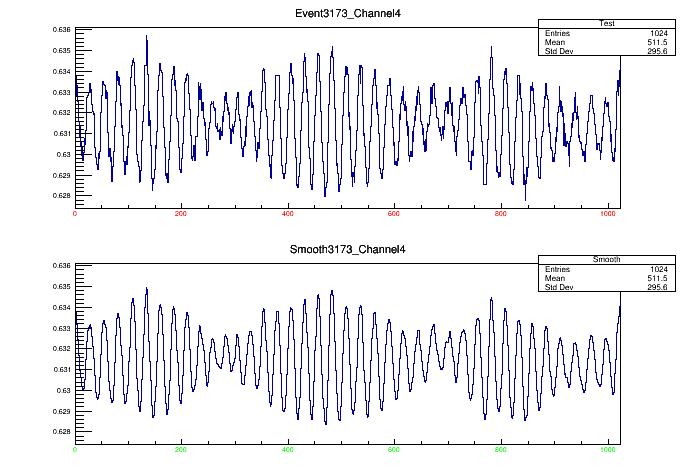 Event3173_Channel4
Test
Entries 1024
Mean 511.5
Std Dev 295.6
0.636
0.635
0.634
0.633
0.632
0.631
0.63
0.629
0.628
0 200 400 600 800 1000
Smooth3173_Channel4
Smooth
Entries 1024
Mean 511.5
Std Dev 295.6
0.636
0.635
0.634
0.633
0.632
0.631
0.63
0.629
0.628
0 200 400 600 800 1000